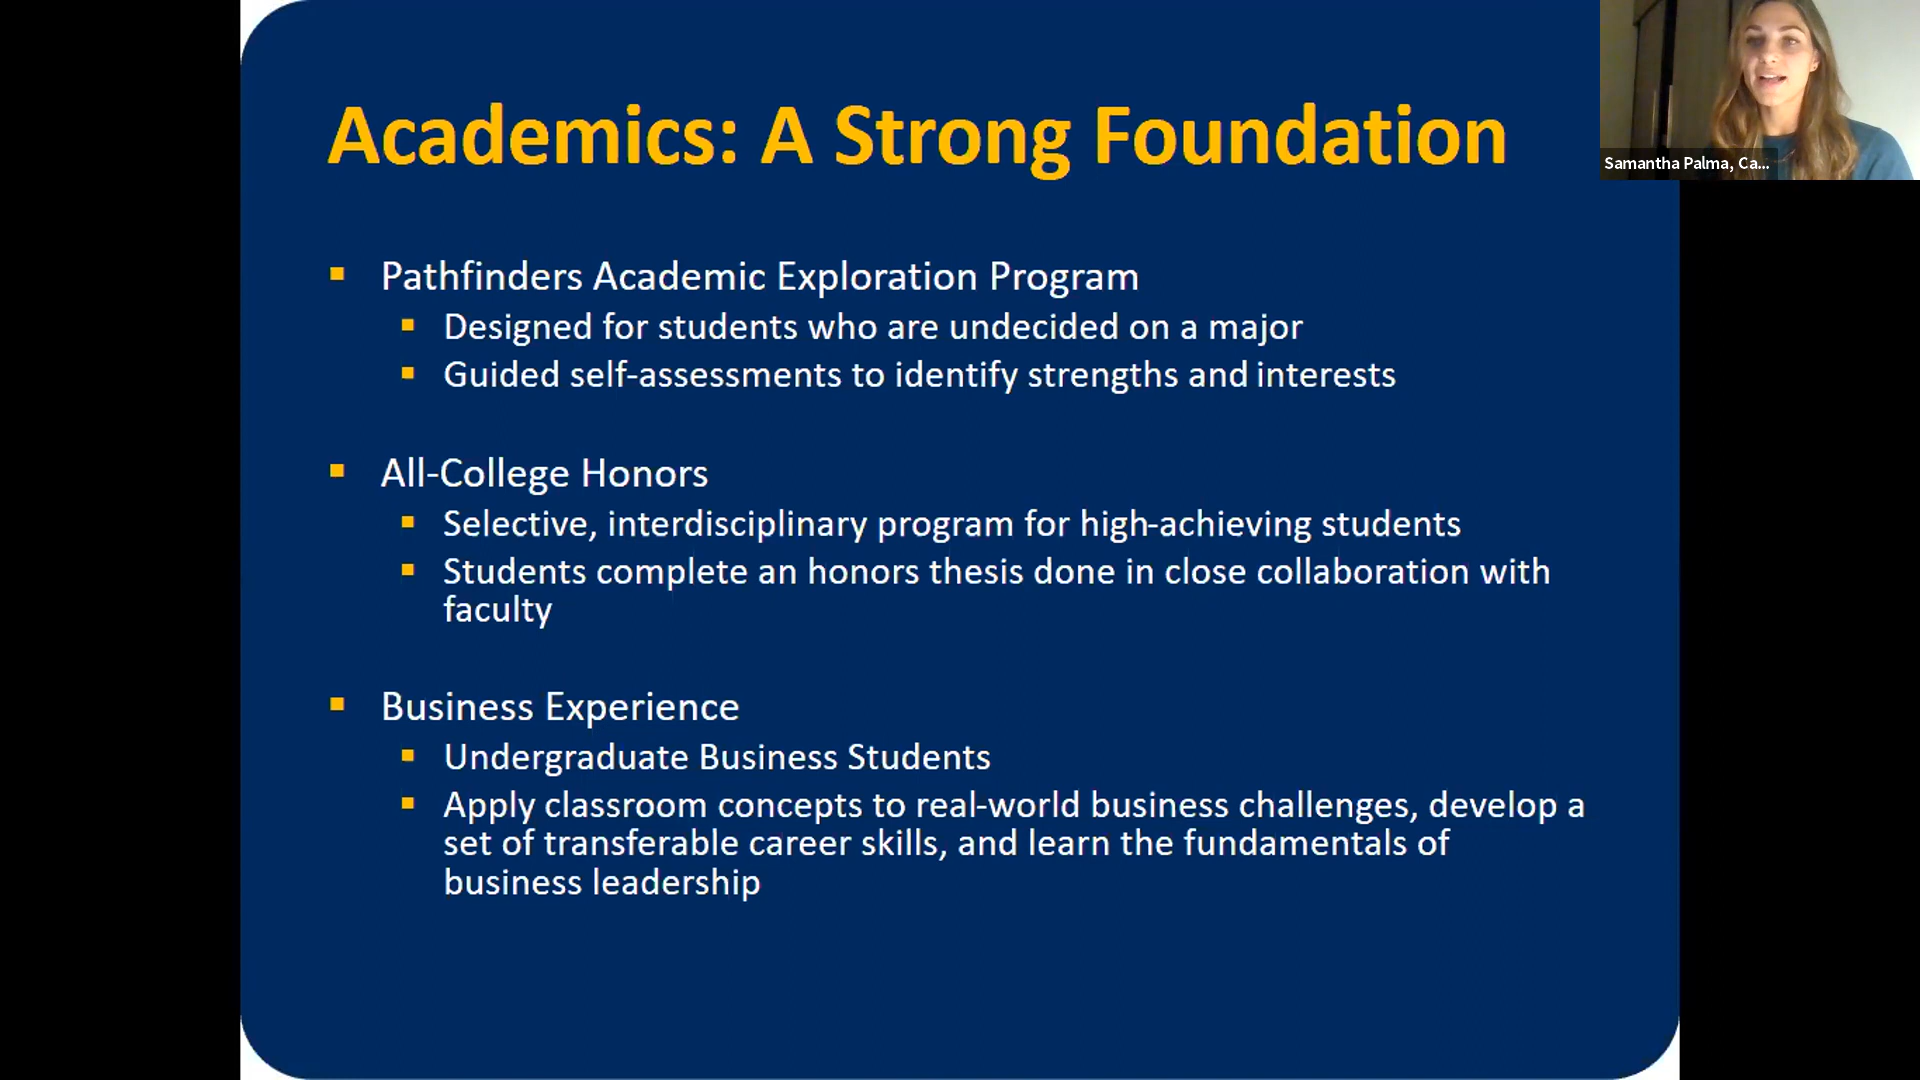 Academics: A Strong Foundation
Samantha Palma, Ca...
Pathfinders Academic Exploration Program
Designed for students who are undecided on a major
Guided self-assessments to identify strengths and interests
All-College Honors
Selective, interdisciplinary program for high-achieving students
Students complete an honors thesis done in close collaboration with
faculty
Business Experience
Undergraduate Business Students
Apply classroom concepts to real-world business challenges, develop a
set of transferable career skills, and learn the fundamentals of
business leadership